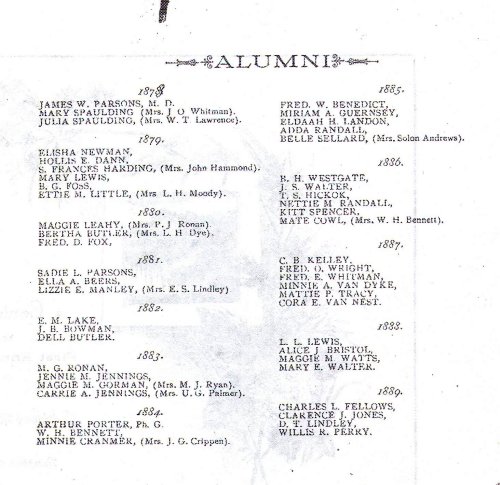 ALUMNI
1878
JAMES W. PARSONS, M. D.
MARY SPAULDING (Mrs. J O Whitman).
JULIA SPAULDING, (Mrs. W. T. Lawrence).
1879.
ELISHA NEWMAN,
HOLLIS E. DANN,
S. FRANCES HARDING, (Mrs. John Hammond).
MARY LEWIS,
B. G. FOSS,
ETTIE M. LITTLE, (Mrs L. H. Moody).
1880.
MAGGIE LEAHY, (Mrs. P. J Ronan).
BERTHA BUTLER, (Mrs. L. H Dye).
FRED. D. FOX,
1881.
SADIE L. PARSONS,
ELLA A. BEERS,
LIZZIE E. MANLEY, (Mrs. E. S. Lindley)
1882.
E. M. LAKE,
J. B. BOWMAN,
DELL BUTLER.
1883.
M. G. RONAN,
JENNIE M. JENNINGS,
MAGGIE M. GORMAN, (Mrs. M. J. Ryan).
CARRIE A. JENNINGS, (Mrs. U. G. Palmer).
1884.
ARTHUR PORTER, Ph. G.
W. H. BENNETT,
MINNIE CRANMER, (Mrs. J. G. Crippen).
1885.
FRED. W. BENEDICT,
MIRIAM A. GUERNSEY,
ELDAAH H. LANDON,
ADDA RANDALL,
BELLE SELLARD, (Mrs. Solon Andrews).
1886.
B. H. WESTGATE,
J. S. WALTER,
T. S. HICKOK,
NETTIE M RANDALL,
KITT SPENCER,
MATE COWL, (Mrs. W. H. Bennett).
1887.
C. B. KELLEY,
FRED. O. WRIGHT,
FRED. E. WHITMAN,
MINNIE A. VAN DYKE,
MATTIE P. TRACY,
CORA E. VAN NEST.
1888.
L. L. LEWIS,
ALICE J BRISTOL,
MAGGIE M. WATTS,
MARY E. WALTER.
1889.
CHARLES L. FELLOWS,
CLARENCE J. JONES,
D. T. LINDLEY,
WILLIS R. PERRY.